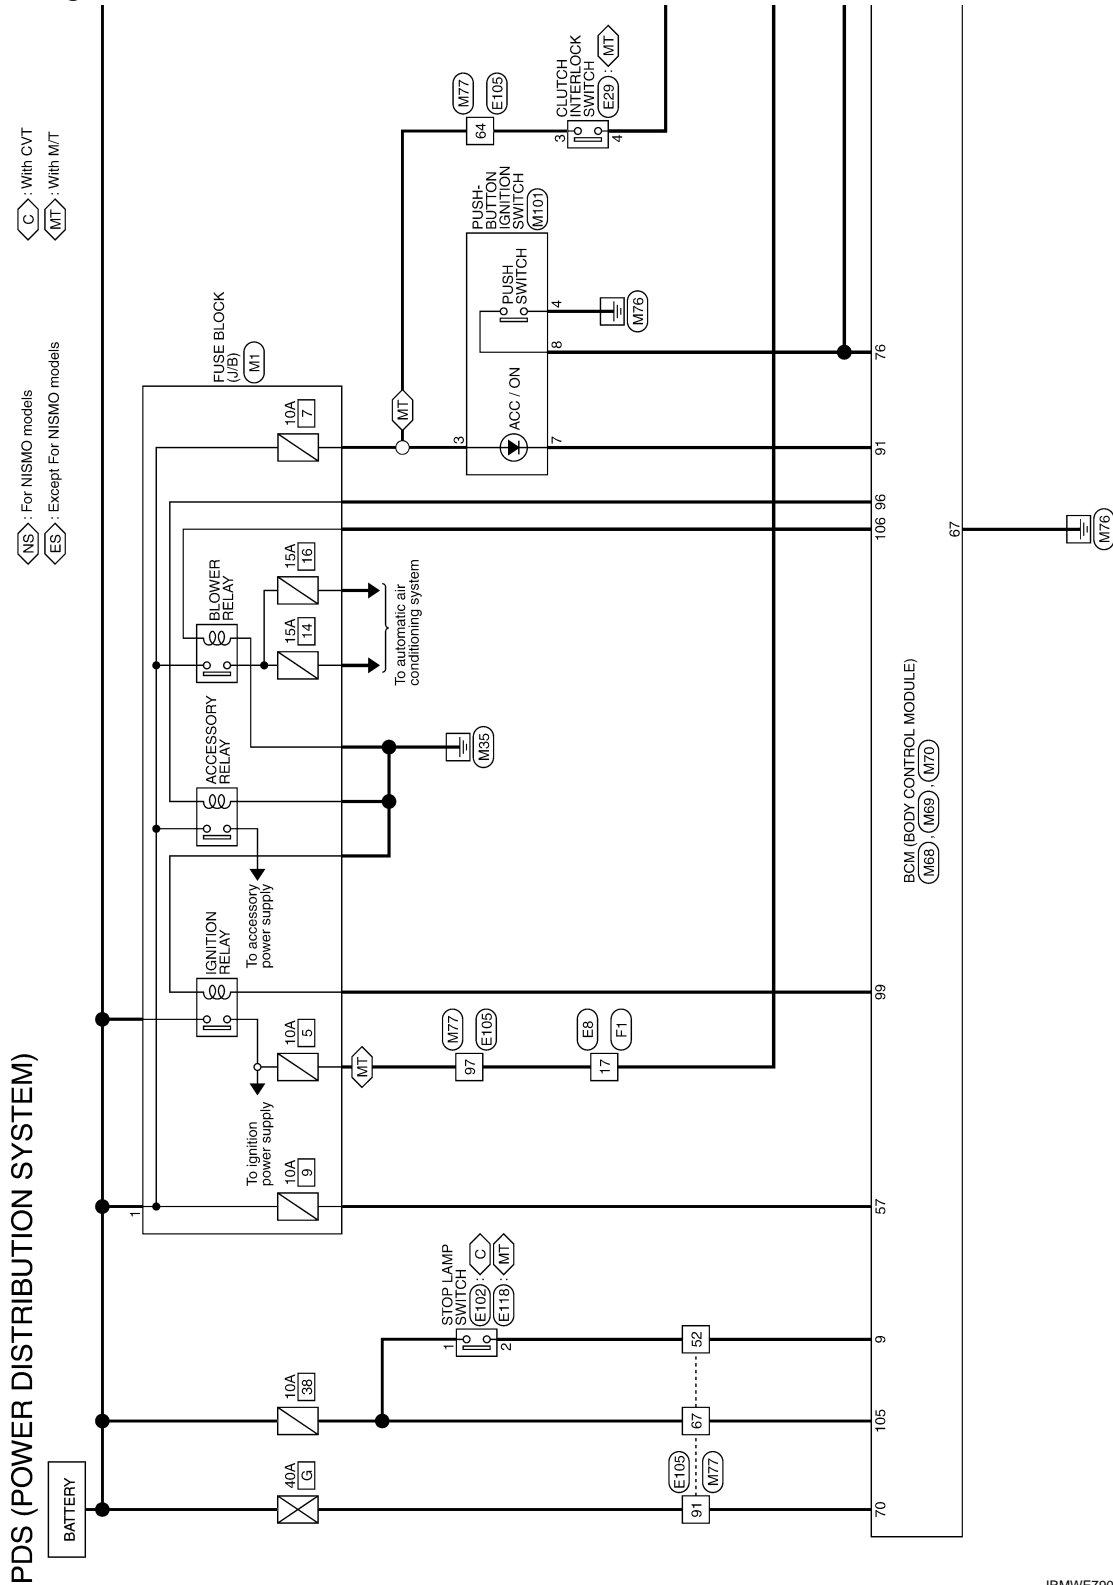 PDS (POWER DISTRIBUTION SYSTEM)
BATTERY
NS : For NISMO models
ES : Except For NISMO models
C : With CVT
MT : With M/T
40A
G
10A
38
E105
M77
91
67
52
STOP LAMP
SWITCH
E102 : C
E118 : MT
1
2
1
10A
9
To ignition
power supply
10A
5
MT
M77
E105
97
E8
F1
17
IGNITION
RELAY
To accessory
power supply
ACCESSORY
RELAY
M35
BLOWER
RELAY
15A
14
15A
16
To automatic air
conditioning system
FUSE BLOCK
(J/B)
M1
10A
7
MT
3
ACC / ON
7
8
PUSH
SWITCH
4
M76
PUSH-
BUTTON
IGNITION
SWITCH
M101
M77
E105
64
CLUTCH
INTERLOCK
SWITCH
E29 : MT
3
4
70
105
9
57
99
106
96
91
76
BCM (BODY CONTROL MODULE)
M68 , M69 , M70
67
M76